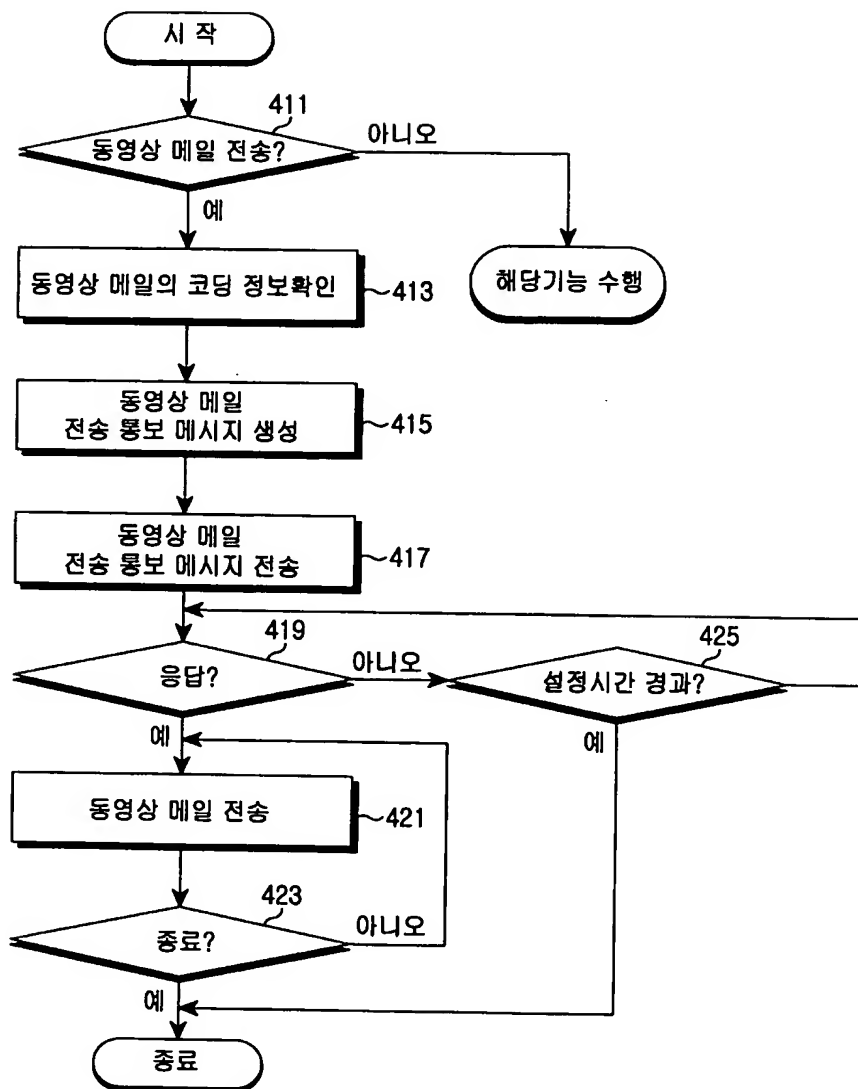 시 작
411
동영상 메일 전송?
아니오
예
동영상 메일의 코딩 정보확인
413
해당기능 수행
동영상 메일
전송 통보 메시지 생성
415
동영상 메일
전송 통보 메시지 전송
417
419
응답?
아니오
425
설정시간 경과?
예
예
동영상 메일 전송
421
423
종료?
아니오
예
종료